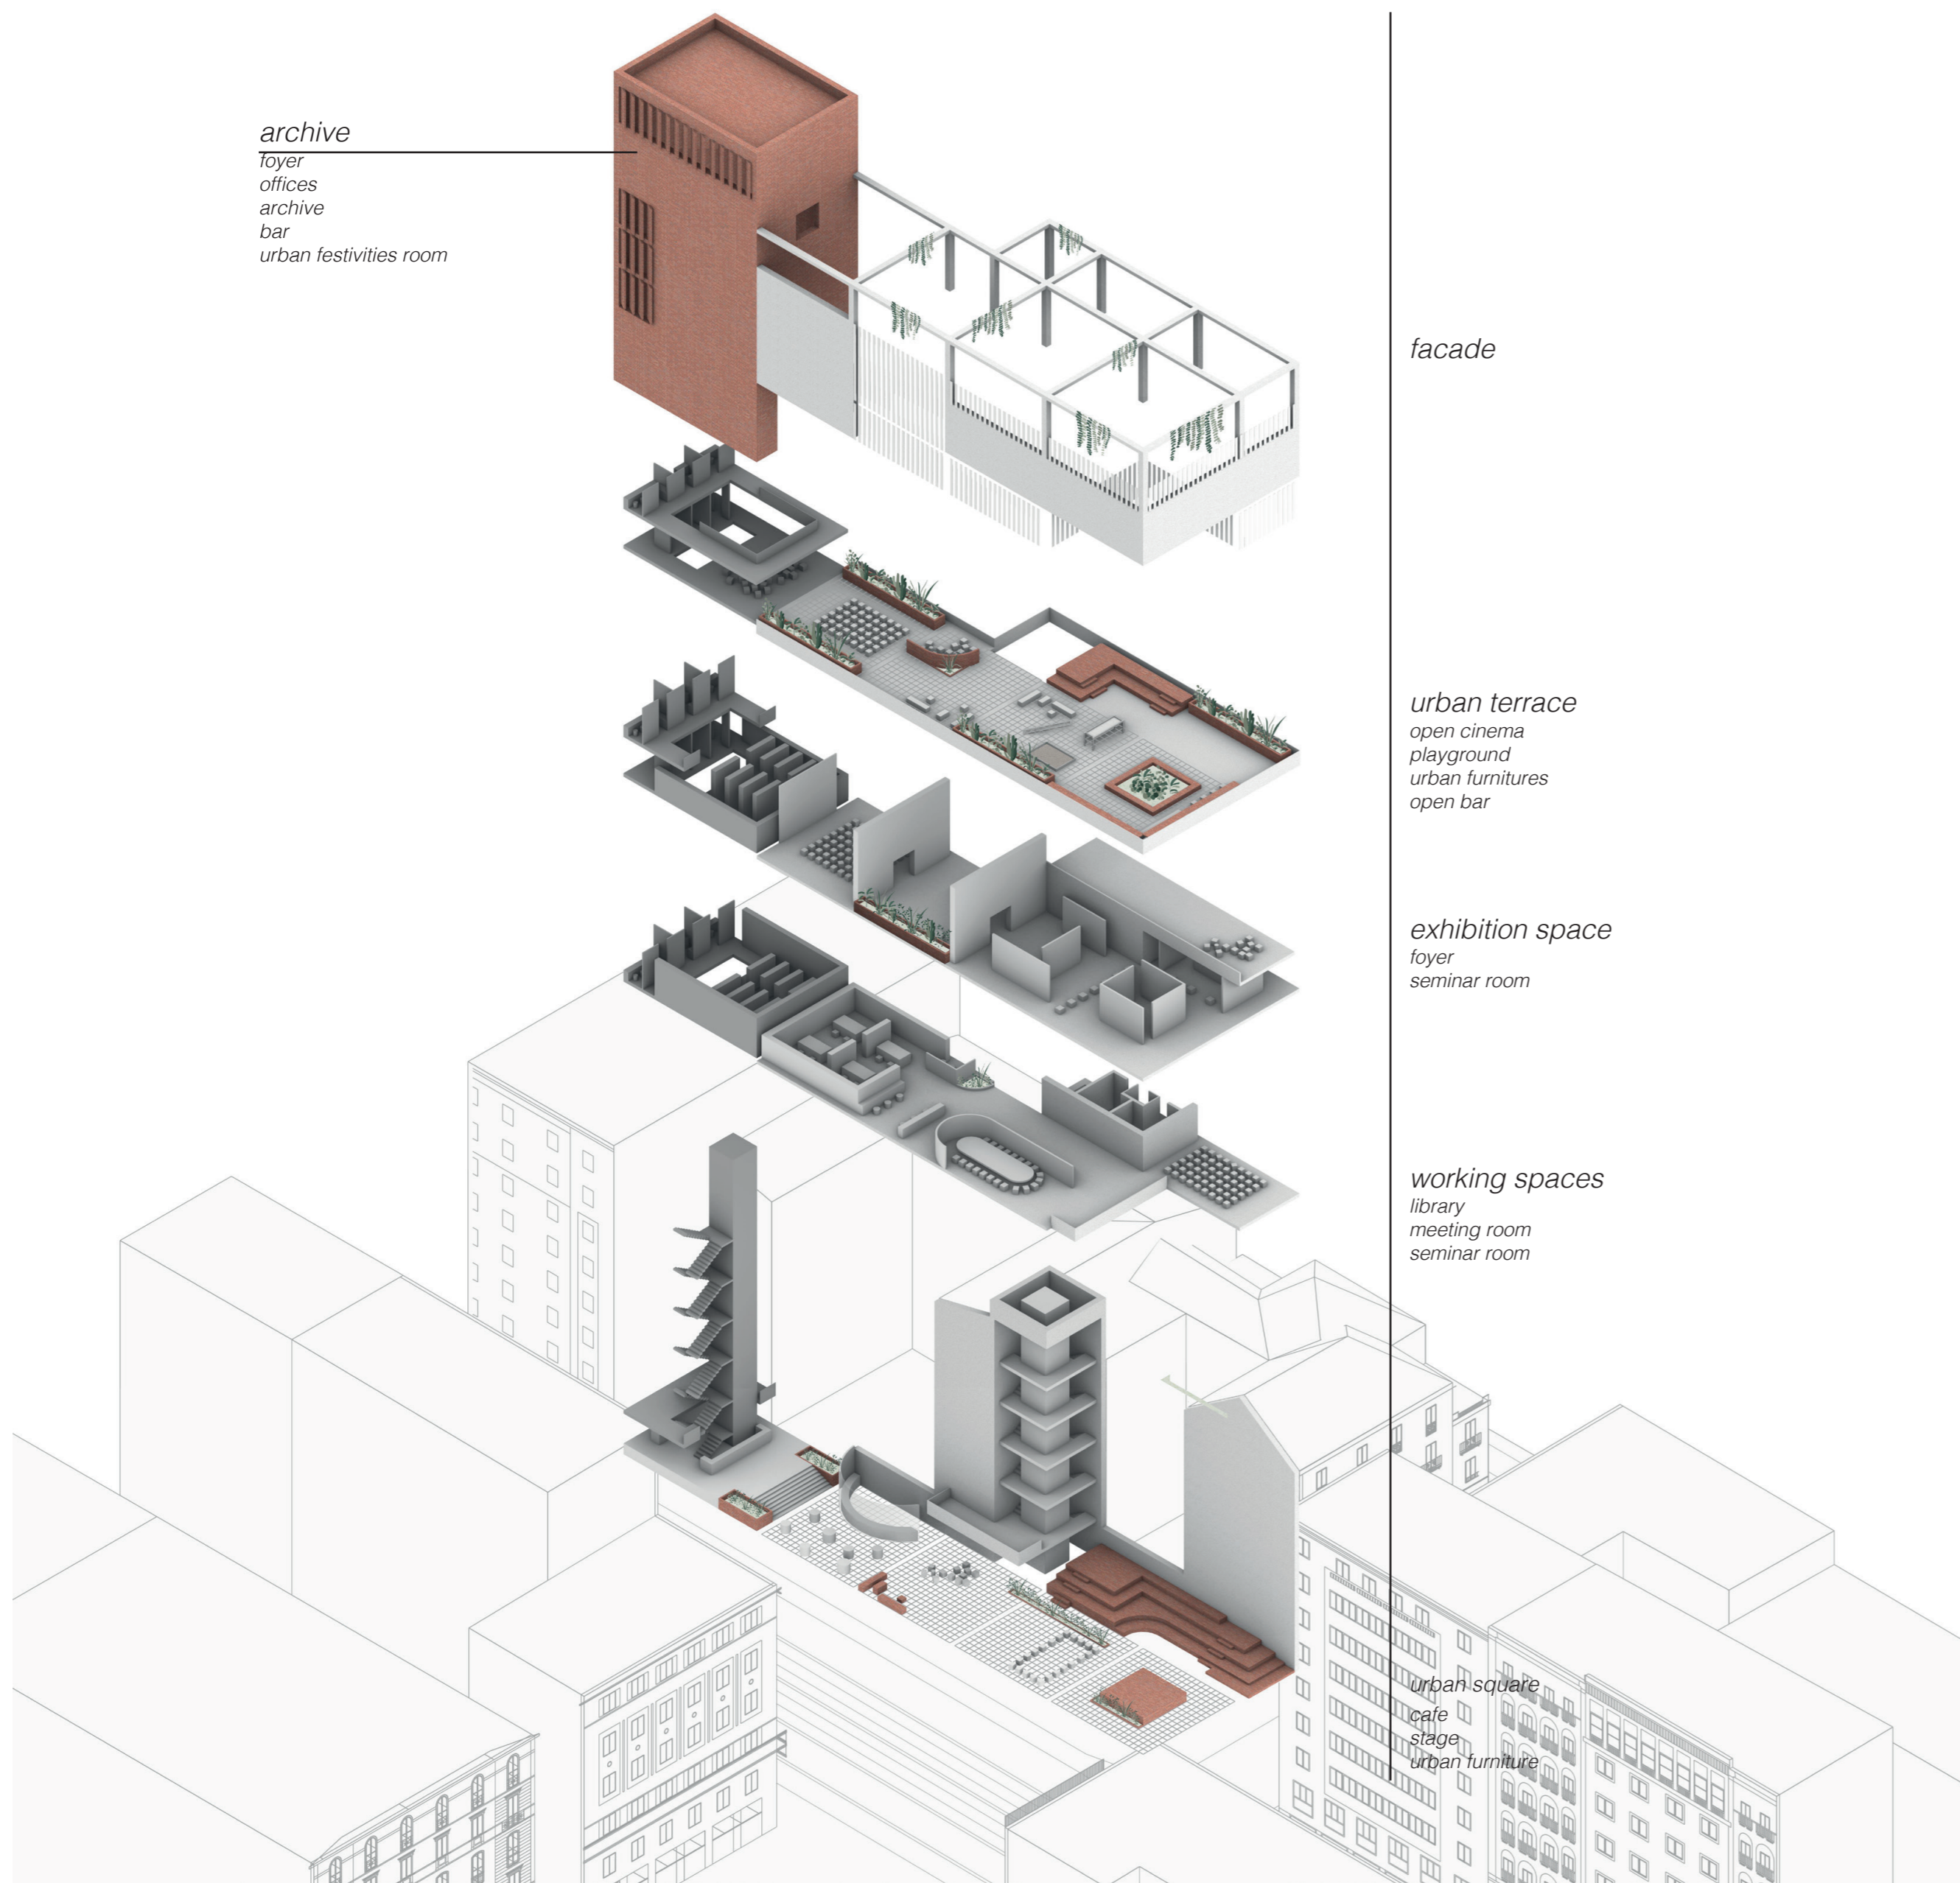 archive
foyer
offices
archive
bar
urban festivities room
facade
urban terrace
open cinema
playground
urban furnitures
open bar
exhibition space
foyer
seminar room
working spaces
library
meeting room
seminar room
urban square
cafe
stage
urban furniture